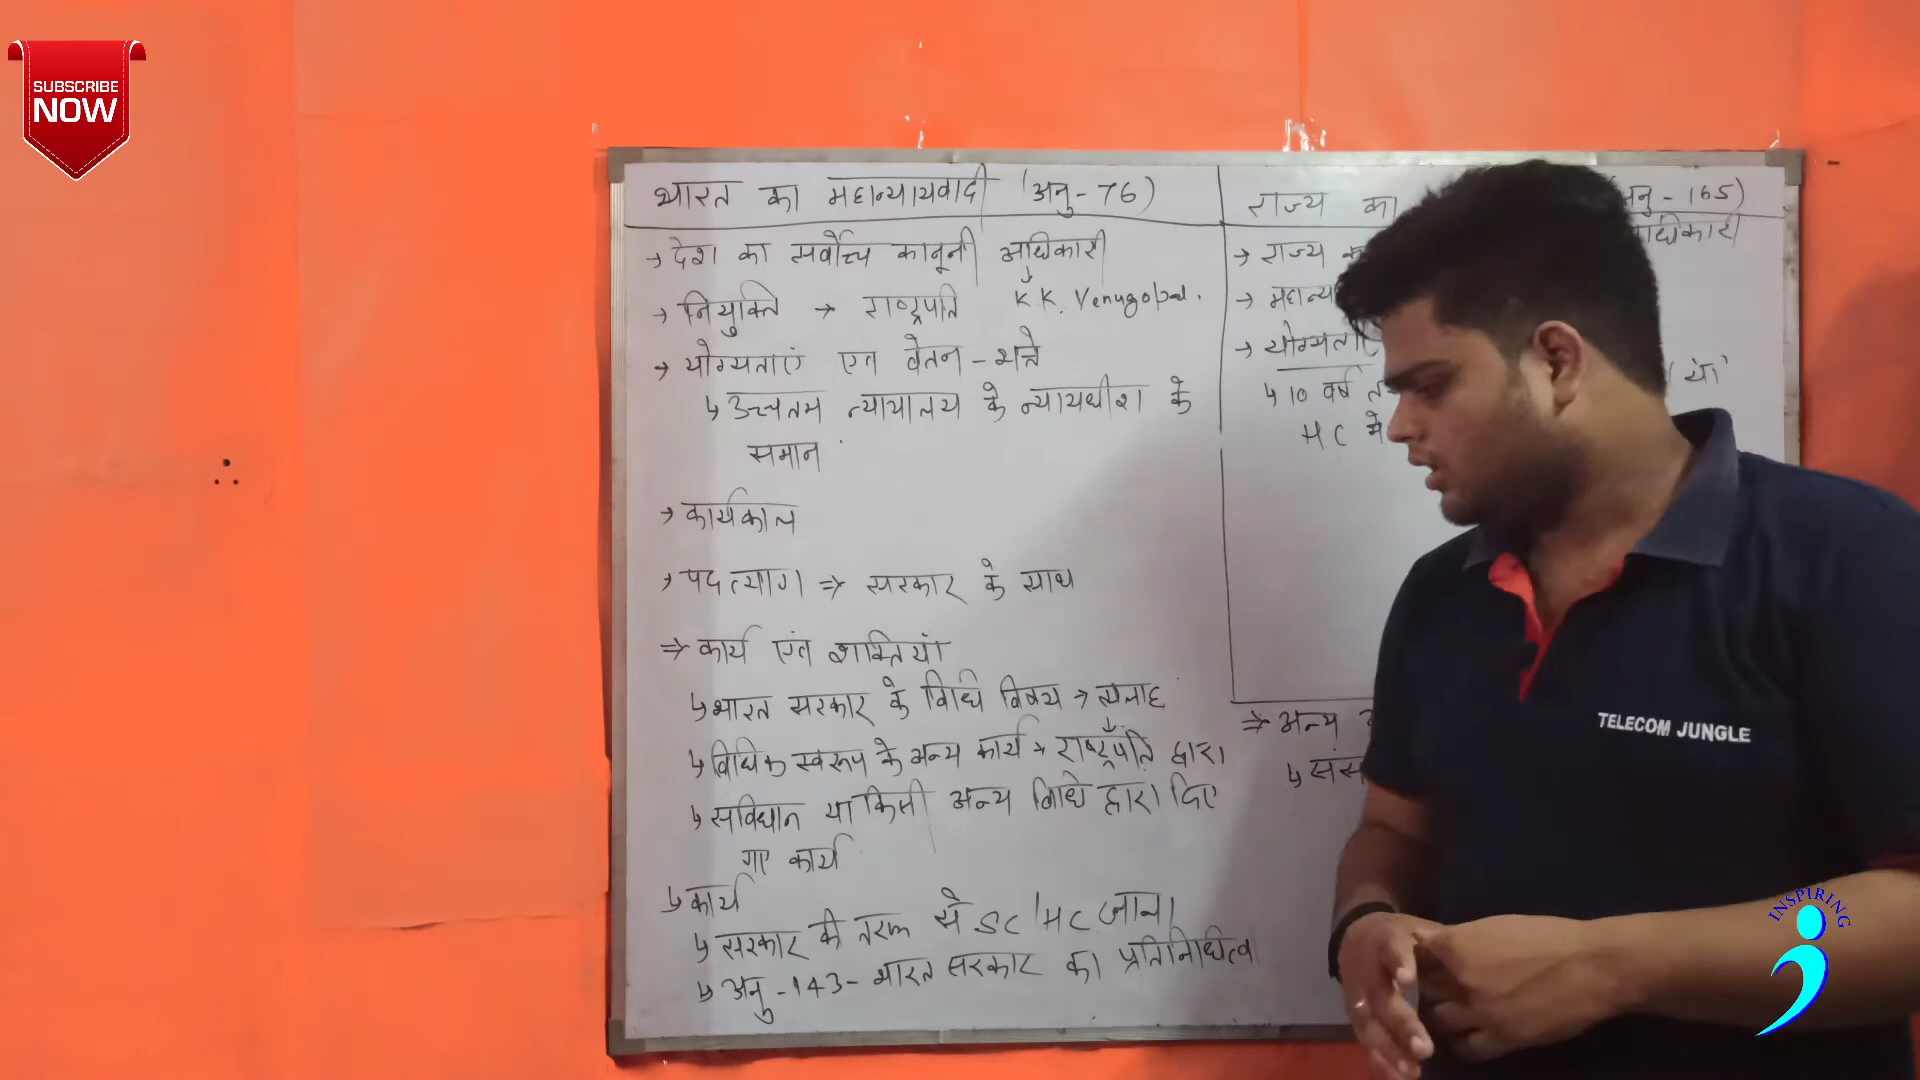 SUBSCRIBE
NOW
भारत का महान्यायवादी (अनु-76)
→ देश का सर्वोच्च कानूनी अधिकारी
↓
→ नियुक्ति → राष्ट्रपति K K. Venugopal.
→ योग्यताएं एवं वेतन-भत्ते
↳ उच्चतम न्यायालय के न्यायधीश के
समान
→ कार्यकाल
→ पदत्याग ⇒ सरकार के साथ
⇒ कार्य एवं शक्तियाँ
↳ भारत सरकार के विधि विषय → सलाह
↳ विधिक स्वरूप के अन्य कार्य → राष्ट्रपति द्वारा
↳ संविधान या किसी अन्य विधि द्वारा दिए
गए कार्य
↳ कार्य
↳ सरकार की तरफ से SC/HC जाना
↳ अनु-143- भारत सरकार का प्रतिनिधित्व
राज्य का (अनु-165)
→ राज्य अधिकारी
→
→ योग्यताएं
↳ 10 वर्ष या
HC में
⇒ अन्य
↳
TELECOM JUNGLE
INSPIRING